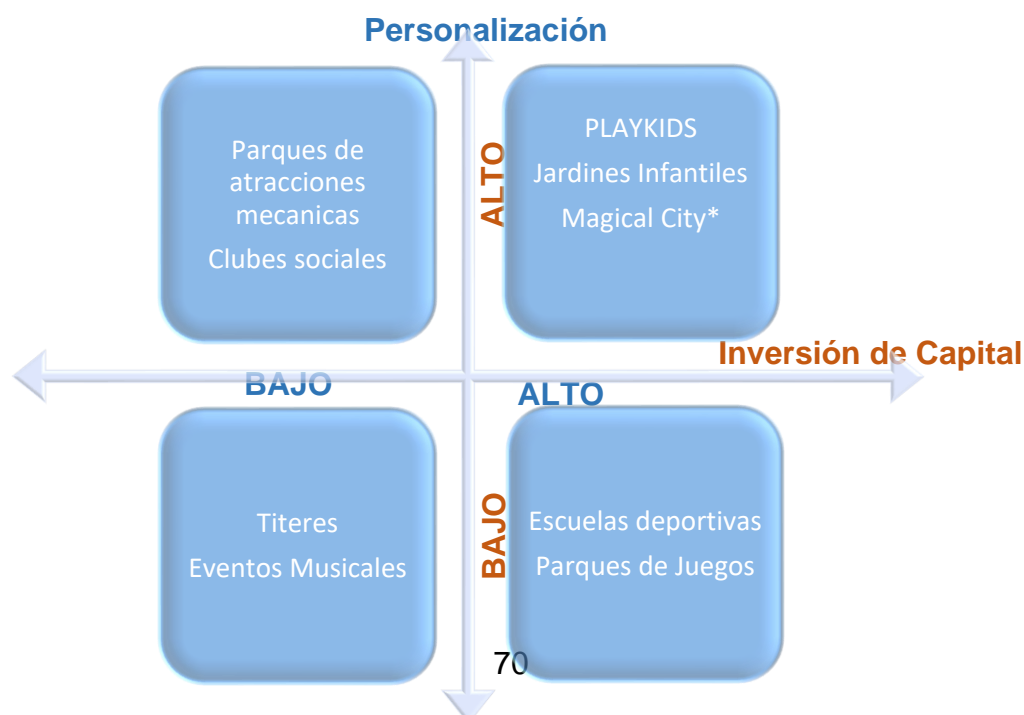 Personalización
Parques de
atracciones
mecanicas
Clubes sociales
ALTO
PLAYKIDS
Jardines Infantiles
Magical City*
Inversión de Capital
BAJO
ALTO
Titeres
Eventos Musicales
BAJO
Escuelas deportivas
Parques de Juegos
70